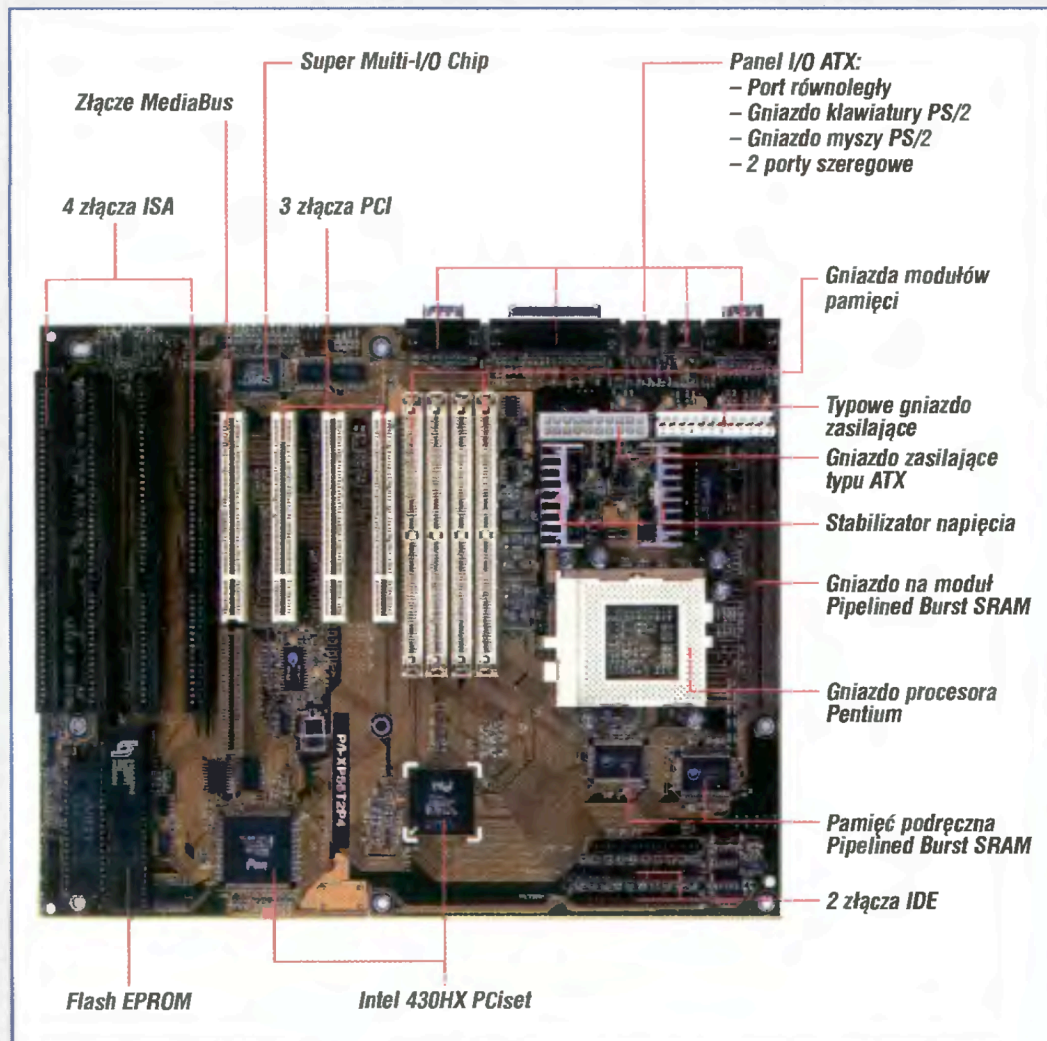 Super Muiti-I/O Chip
Panel I/O ATX:
– Port równoległy
– Gniazdo klawiatury PS/2
– Gniazdo myszy PS/2
– 2 porty szeregowe
Złącze MediaBus
4 złącza ISA
3 złącza PCI
Gniazda modułów
pamięci
Typowe gniazdo
zasilające
Gniazdo zasilające
typu ATX
Stabilizator napięcia
Gniazdo na moduł
Pipelined Burst SRAM
Gniazdo procesora
Pentium
PA-XP55T2P4
Pamięć podręczna
Pipelined Burst SRAM
2 złącza IDE
Flash EPROM
Intel 430HX PCiset